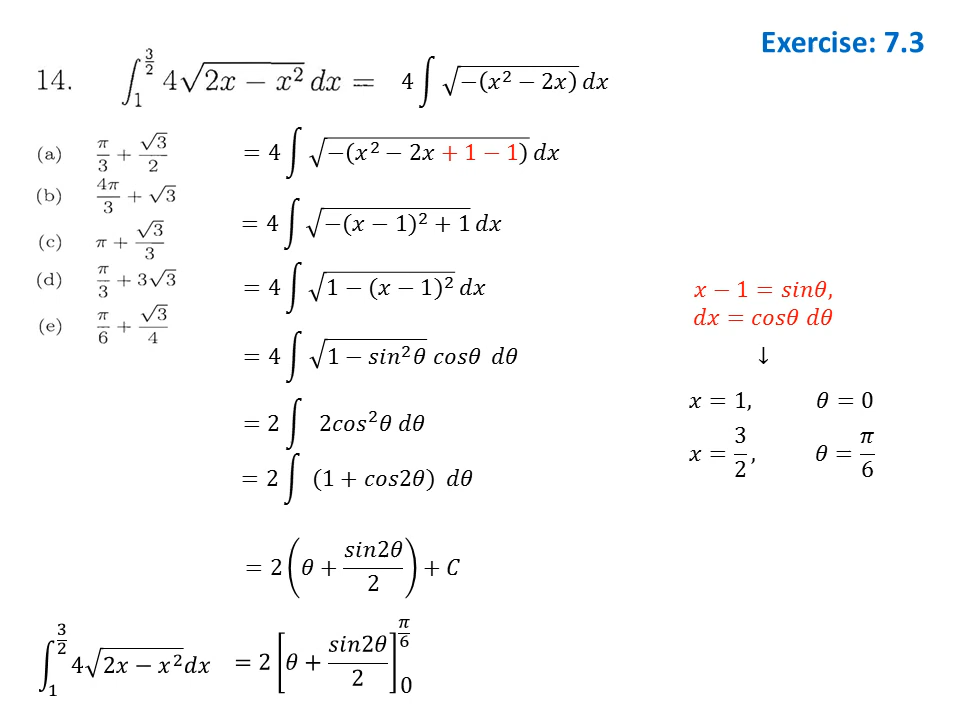 Exercise: 7.3
14. ∫₁^{3/2} 4√(2x − x²) dx = 4 ∫ √(−(x² − 2x)) dx
(a) π/3 + √3/2
(b) 4π/3 + √3
(c) π + √3/3
(d) π/3 + 3√3
(e) π/6 + √3/4
= 4 ∫ √(−(x² − 2x + 1 − 1)) dx
= 4 ∫ √(−(x − 1)² + 1) dx
= 4 ∫ √(1 − (x − 1)²) dx
= 4 ∫ √(1 − sin²θ) cosθ dθ
= 2 ∫ 2cos²θ dθ
= 2 ∫ (1 + cos2θ) dθ
= 2 (θ + sin2θ/2) + C
x − 1 = sinθ,
dx = cosθ dθ
↓
x = 1, θ = 0
x = 3/2, θ = π/6
∫₁^{3/2} 4√(2x − x²) dx = 2 [θ + sin2θ/2]₀^{π/6}